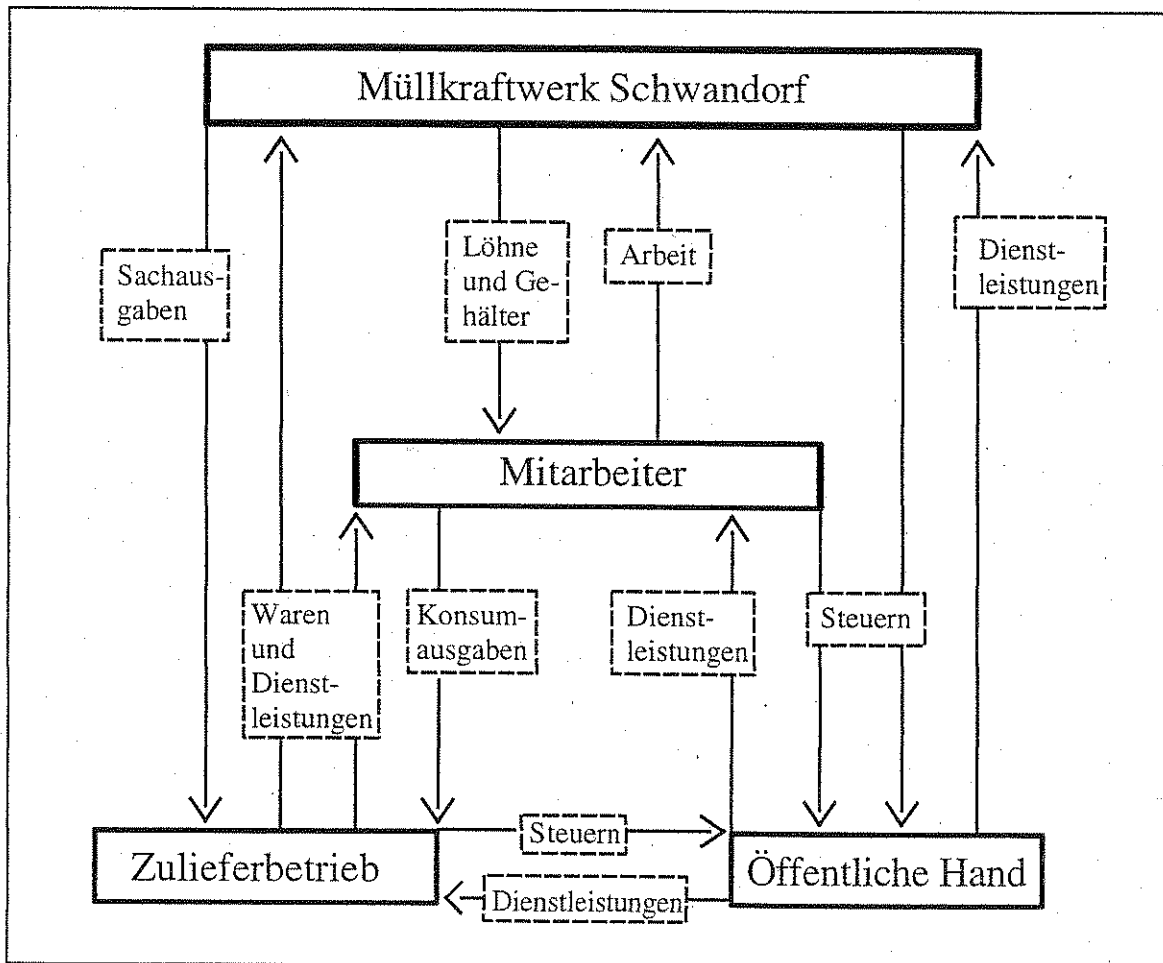 Müllkraftwerk Schwandorf
Sachaus-
gaben
Löhne
und Ge-
hälter
Arbeit
Dienst-
leistungen
Mitarbeiter
Waren
und
Dienst-
leistungen
Konsum-
ausgaben
Dienst-
leistungen
Steuern
Zulieferbetrieb
Steuern
Dienstleistungen
Öffentliche Hand